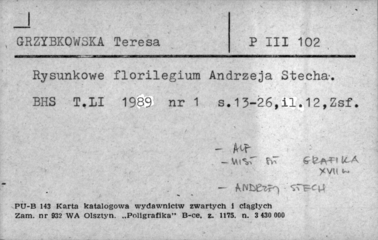 GRZYBKOWSKA Teresa P III 102
Rysunkowe florilegium Andrzeja Stecha.
BHS T.LI 1989 nr 1 s.13-26,il.12,Zsf.
- ALF
- HIST GRAFIKA
XVII w
- ANDRZEJ STECH
PU-B 143 Karta katalogowa wydawnictw zwartych i ciągłych
Zam. nr 932 WA Olsztyn. „Poligrafika" B-ce, z. 1175. n. 3 430 000